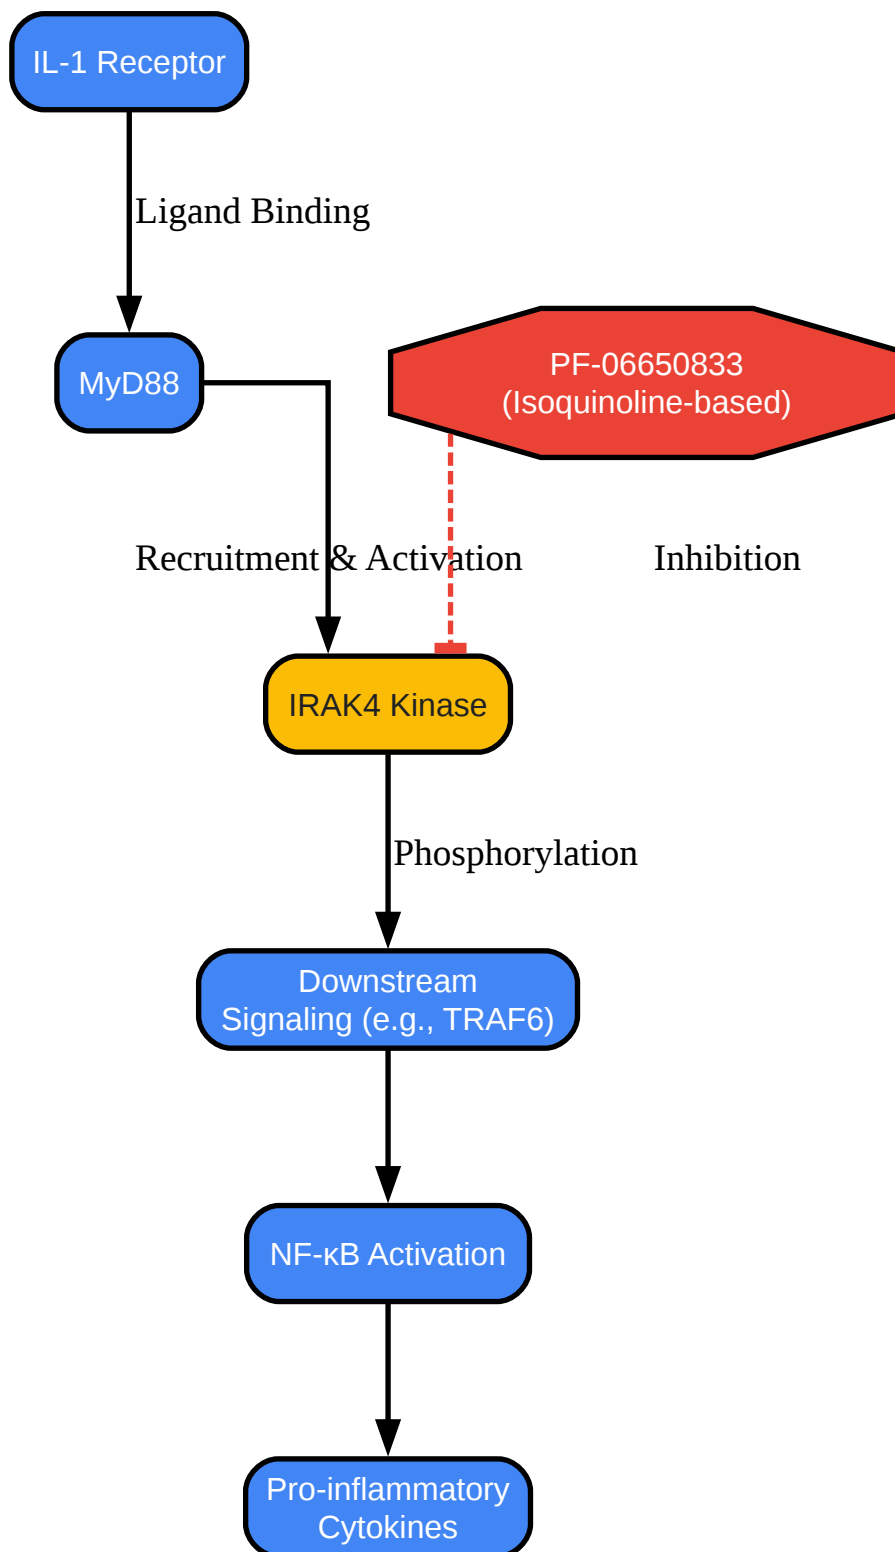 IL-1 Receptor
Ligand Binding
MyD88
PF-06650833
(Isoquinoline-based)
Recruitment & Activation
Inhibition
IRAK4 Kinase
Phosphorylation
Downstream
Signaling (e.g., TRAF6)
NF-κB Activation
Pro-inflammatory
Cytokines